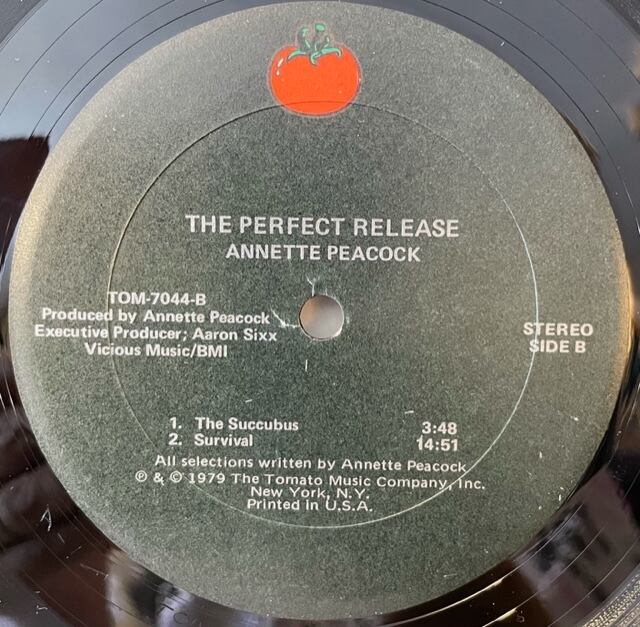 THE PERFECT RELEASE
ANNETTE PEACOCK
TOM-7044-B
Produced by Annette Peacock
Executive Producer; Aaron Sixx
Vicious Music/BMI
STEREO
SIDE B
1. The Succubus 3:48
2. Survival 14:51
All selections written by Annette Peacock
℗ & © 1979 The Tomato Music Company, Inc.
New York, N.Y.
Printed in U.S.A.